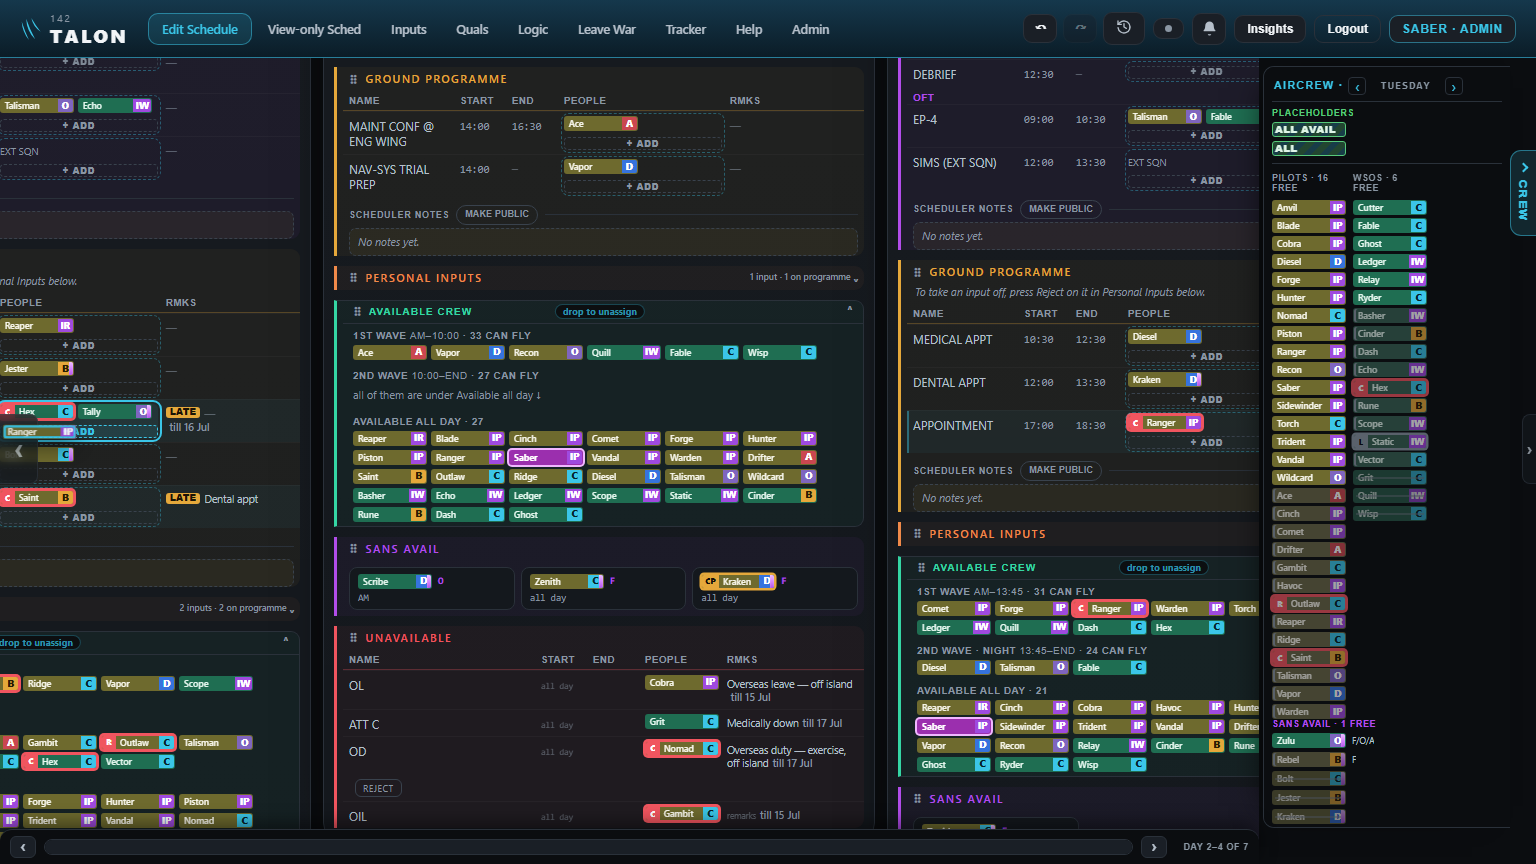 142
TALON
Edit Schedule
View-only Sched
Inputs
Quals
Logic
Leave War
Tracker
Help
Admin
Insights
Logout
SABER · ADMIN
+ ADD —
Talisman O Echo IW —
+ ADD
EXT SQN —
+ ADD
nal Inputs below.
PEOPLE RMKS
Reaper IR —
+ ADD
Jester B —
+ ADD
C Hex C Tally O LATE —
till 16 Jul
Ranger IP ADD
C —
+ ADD
C Saint B LATE Dental appt
+ ADD
2 inputs · 2 on programme
drop to unassign
B Ridge C Vapor D Scope IW
A Gambit C R Outlaw C Talisman O
C C Hex C Vector C
IP Forge IP Hunter IP Piston IP
IP Trident IP Vandal IP Nomad C
GROUND PROGRAMME
NAME START END PEOPLE RMKS
MAINT CONF @ ENG WING 14:00 16:30 Ace A —
+ ADD
NAV-SYS TRIAL PREP 14:00 – Vapor D —
+ ADD
SCHEDULER NOTES MAKE PUBLIC
No notes yet.
PERSONAL INPUTS 1 input · 1 on programme
AVAILABLE CREW drop to unassign
1ST WAVE AM–10:00 · 33 CAN FLY
Ace A Vapor D Recon O Quill IW Fable C Wisp C
2ND WAVE 10:00–END · 27 CAN FLY
all of them are under Available all day ↓
AVAILABLE ALL DAY · 27
Reaper IR Blade IP Cinch IP Comet IP Forge IP Hunter IP
Piston IP Ranger IP Saber IP Vandal IP Warden IP Drifter A
Saint B Outlaw C Ridge C Diesel D Talisman O Wildcard O
Basher IW Echo IW Ledger IW Scope IW Static IW Cinder B
Rune B Dash C Ghost C
SANS AVAIL
Scribe D O
AM
Zenith C F
all day
CP Kraken D F
all day
UNAVAILABLE
NAME START END PEOPLE RMKS
OL all day Cobra IP Overseas leave — off island
till 15 Jul
ATT C all day Grit C Medically down till 17 Jul
OD all day C Nomad C Overseas duty — exercise,
off island till 17 Jul
REJECT
OIL all day C Gambit C remarks till 15 Jul
DEBRIEF 12:30 – + ADD
OFT
EP-4 09:00 10:30 Talisman O Fable
+ ADD
SIMS (EXT SQN) 12:00 13:30 EXT SQN
+ ADD
SCHEDULER NOTES MAKE PUBLIC
No notes yet.
GROUND PROGRAMME
To take an input off, press Reject on it in Personal Inputs below.
NAME START END PEOPLE
MEDICAL APPT 10:30 12:30 Diesel D
+ ADD
DENTAL APPT 12:00 13:30 Kraken D
+ ADD
APPOINTMENT 17:00 18:30 C Ranger IP
+ ADD
SCHEDULER NOTES MAKE PUBLIC
No notes yet.
PERSONAL INPUTS
AVAILABLE CREW drop to unassign
1ST WAVE AM–13:45 · 31 CAN FLY
Comet IP Forge IP C Ranger IP Warden IP Torch
Ledger IW Quill IW Dash C Hex C
2ND WAVE · NIGHT 13:45–END · 24 CAN FLY
Diesel D Talisman O Fable C
AVAILABLE ALL DAY · 21
Reaper IR Cinch IP Cobra IP Havoc IP Hunte
Saber IP Sidewinder IP Trident IP Vandal IP Drifter
Vapor D Recon O Relay IW Cinder B Rune
Ghost C Ryder C Wisp C
SANS AVAIL
AIRCREW · ‹ TUESDAY ›
PLACEHOLDERS
ALL AVAIL
ALL
PILOTS · 16 FREE
WSOS · 6 FREE
Anvil IP Cutter C
Blade IP Fable C
Cobra IP Ghost C
Diesel D Ledger IW
Forge IP Relay IW
Hunter IP Ryder C
Nomad C Basher IW
Piston IP Cinder B
Ranger IP Dash C
Recon O Echo IW
Saber IP C Hex C
Sidewinder IP Rune B
Torch C Scope IW
Trident IP L Static IW
Vandal IP Vector C
Wildcard O Grit C
Ace A Quill IW
Cinch IP Wisp C
Comet IP
Drifter A
Gambit C
Havoc IP
R Outlaw C
Reaper IR
Ridge C
C Saint B
Talisman O
Vapor D
Warden IP
SANS AVAIL · 1 FREE
Zulu O F/O/A
Rebel B F
Bolt C
Jester B
Kraken D
CREW
DAY 2–4 OF 7